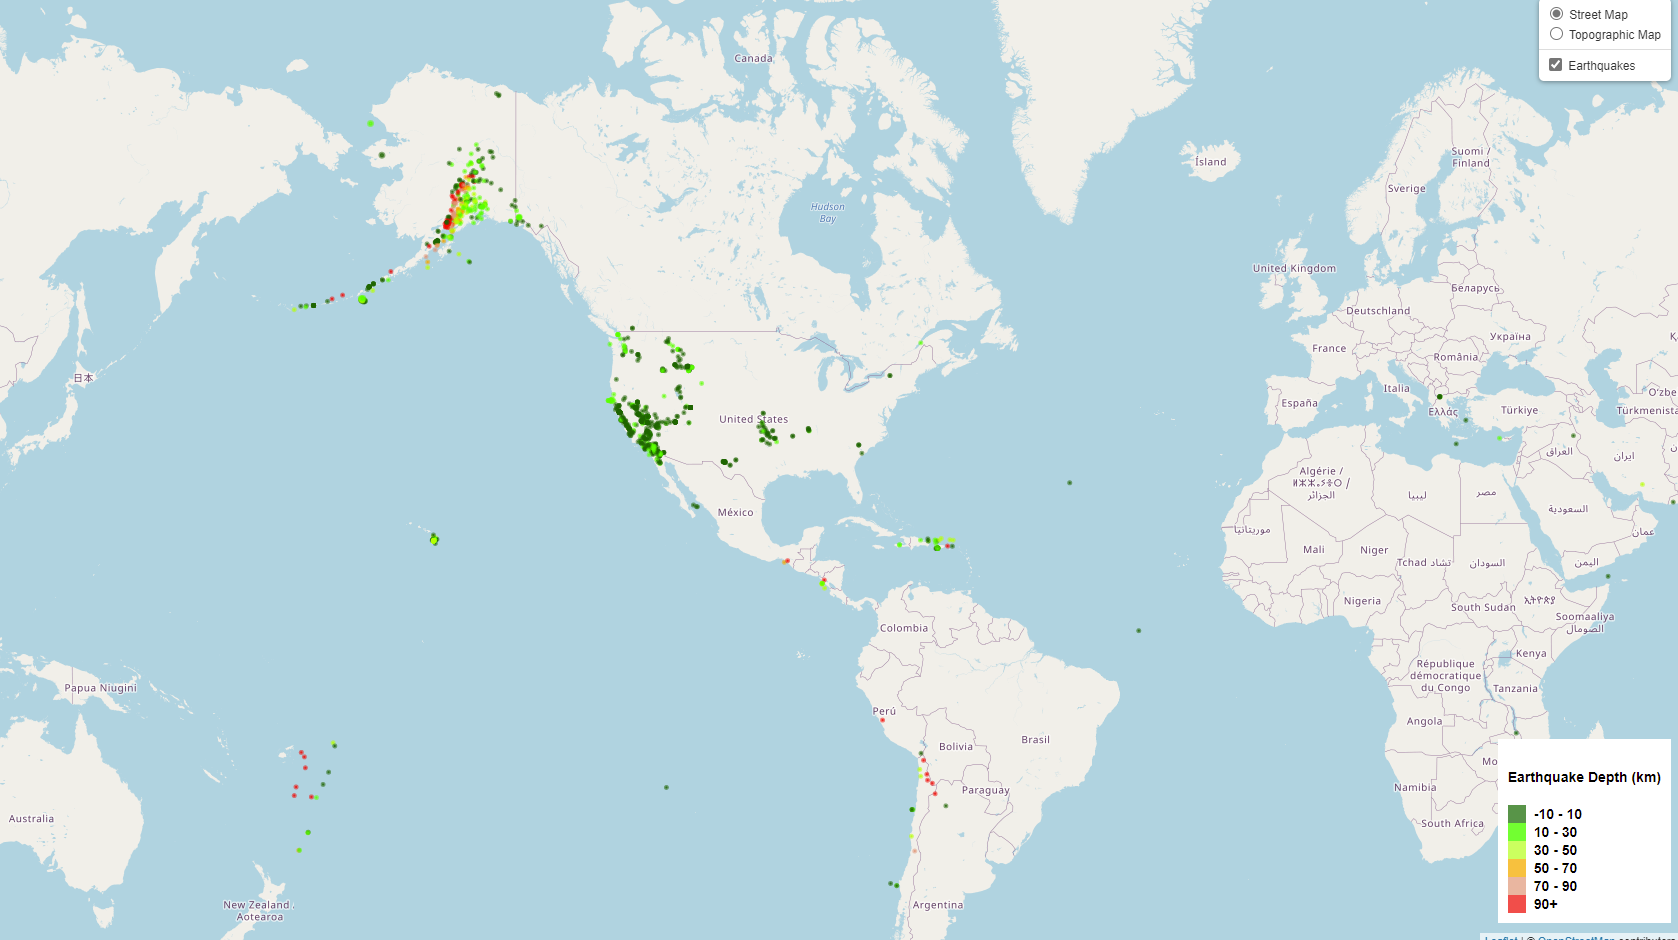 Street Map
Topographic Map
Earthquakes
Canada
Ísland
Suomi /
Finland
Sverige
Hudson
Bay
United Kingdom
Беларусь
Deutschland
Україна
France
România
日本
Italia
España
Ελλάς
Türkiye
O'zbe
Türkmenista
United States
العراق
ایران
Algérie /
ⵍⵣⵣⴰⵢⴻⵔ /
الجزائر
ليبيا
مصر
السعودية
México
موريتانيا
عمان
Mali
Niger
Tchad تشاد
السودان
اليمن
Nigeria
South Sudan
ኢትዮጵያ
Soomaaliya
الصومال
Colombia
Kenya
République
démocratique
du Congo
Papua Niugini
Tanzania
Perú
Angola
Brasil
Bolivia
Mo
Paraguay
Namibia
Australia
South Africa
New Zealand
Aotearoa
Argentina
Earthquake Depth (km)
-10 - 10
10 - 30
30 - 50
50 - 70
70 - 90
90+
Leaflet | © OpenStreetMap contributors